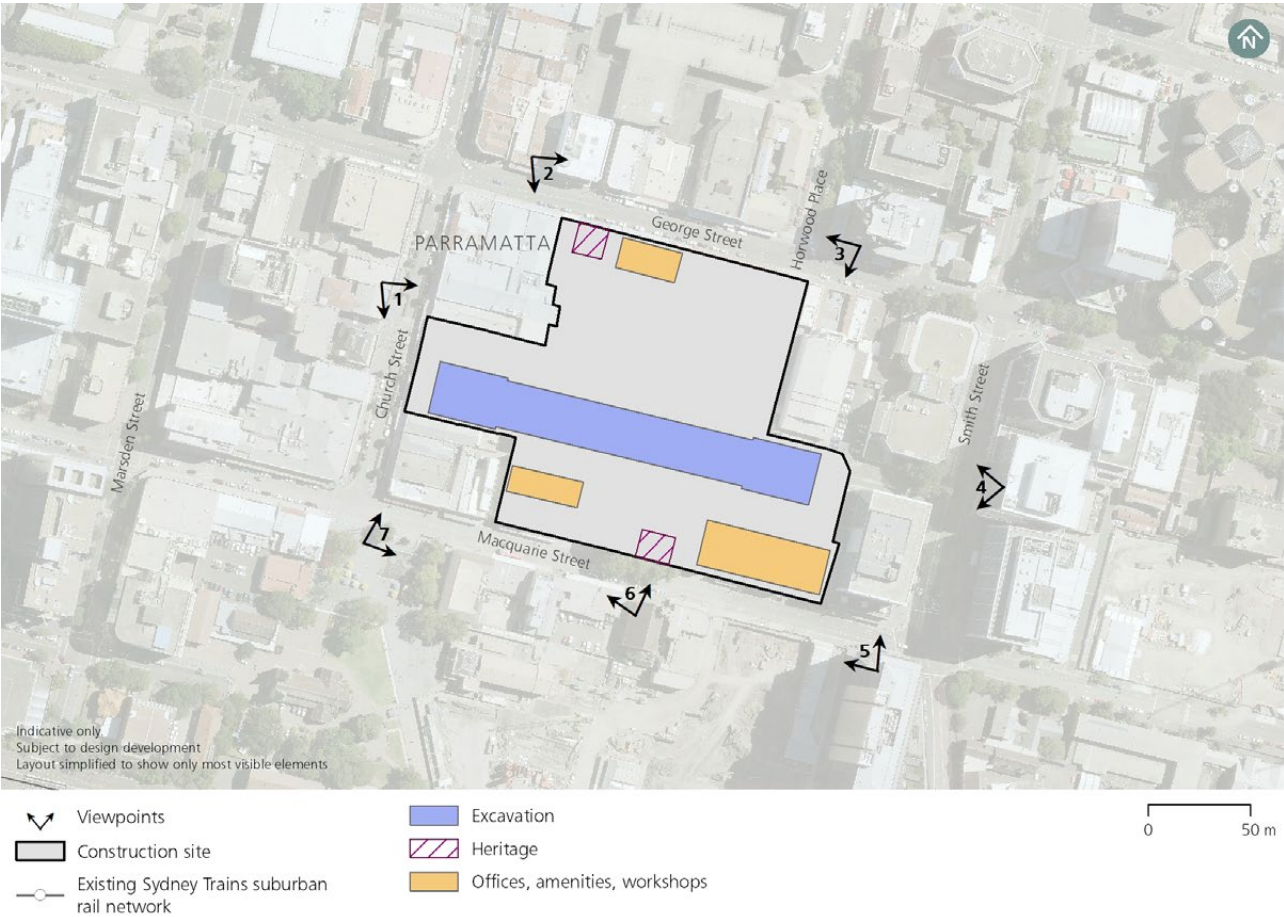 N
2
George Street
Horwood Place
PARRAMATTA
3
1
Church Street
Smith Street
Marsden Street
4
7
Macquarie Street
6
5
Indicative only
Subject to design development
Layout simplified to show only most visible elements
Viewpoints
Construction site
Existing Sydney Trains suburban
rail network
Excavation
Heritage
Offices, amenities, workshops
0 50 m